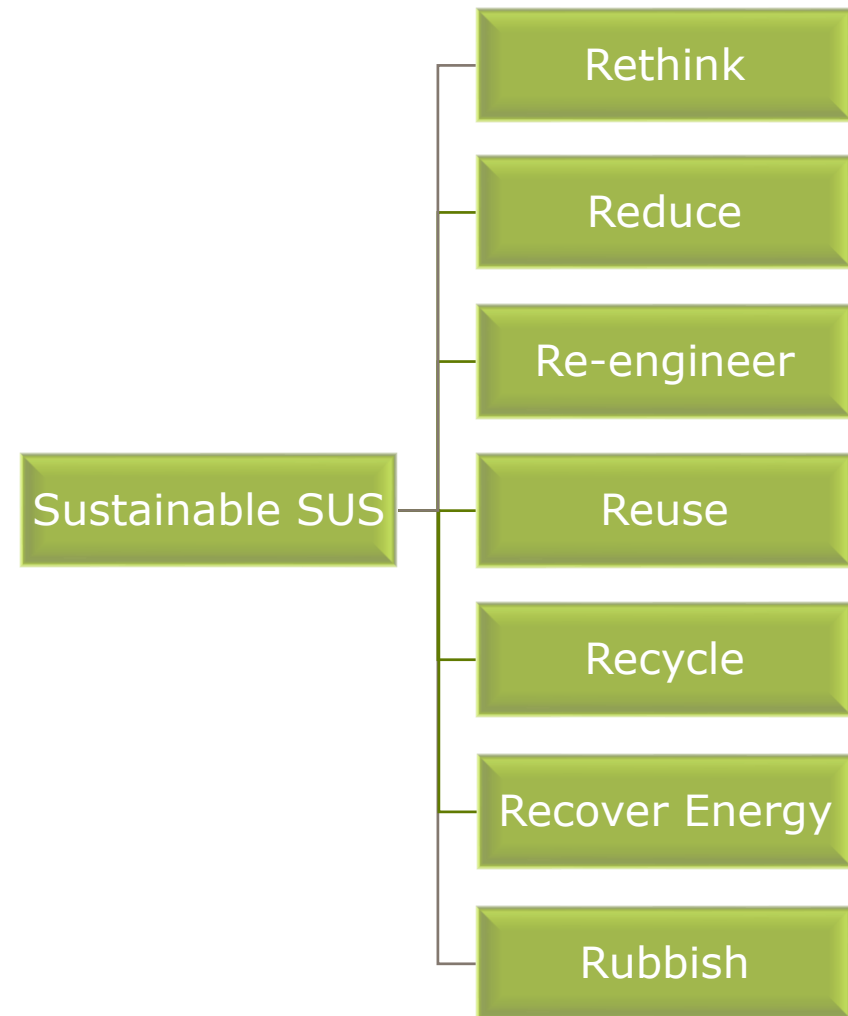 Sustainable SUS
Rethink
Reduce
Re-engineer
Reuse
Recycle
Recover Energy
Rubbish